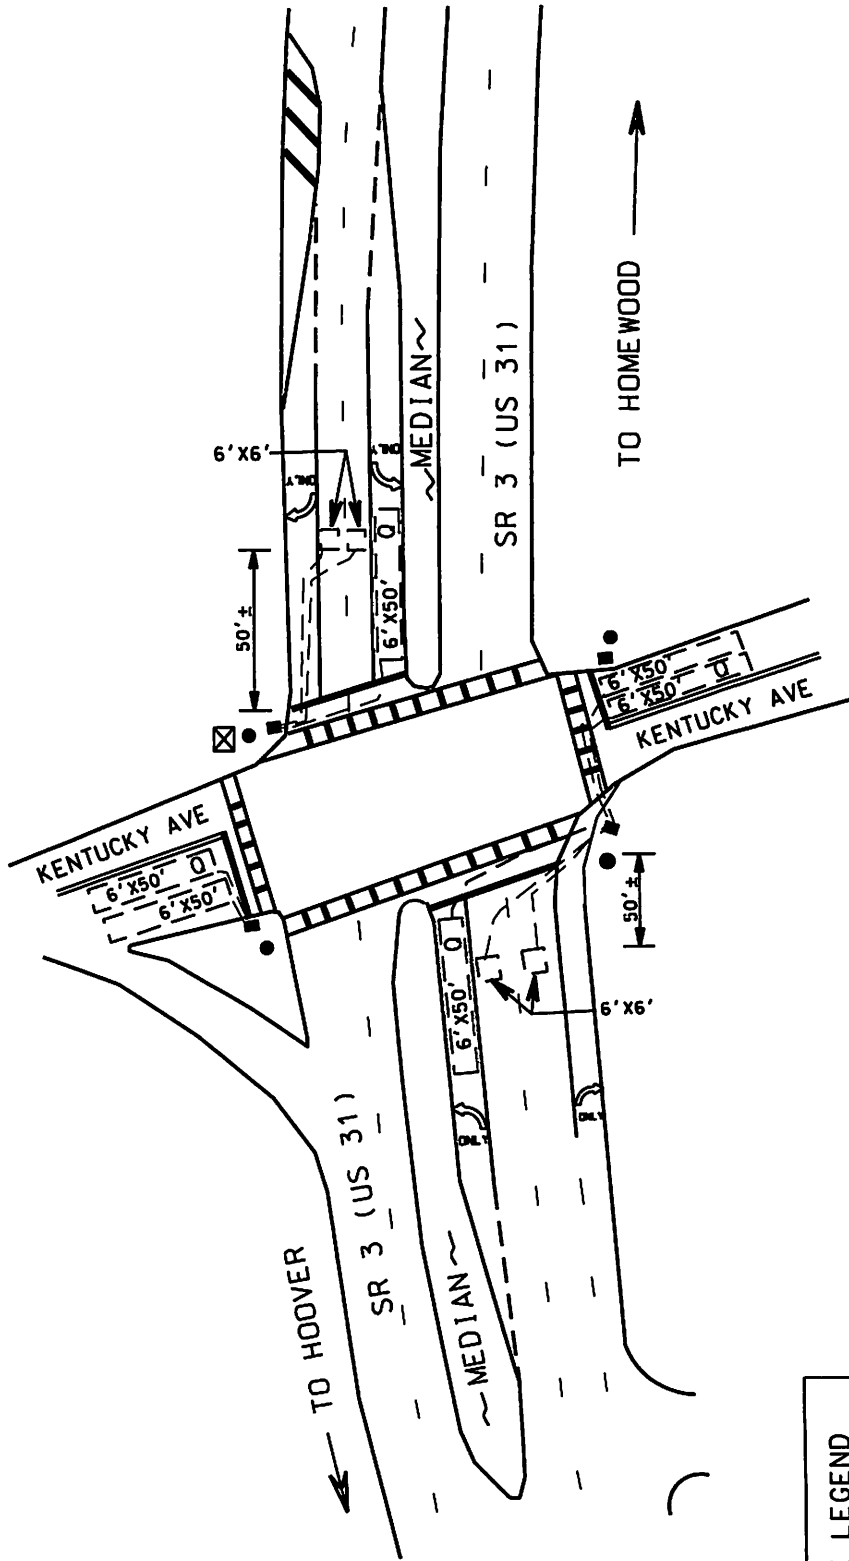 6'X6'
ONLY
ONLY
~MEDIAN~
SR 3 (US 31)
TO HOMEWOOD
50'±
Q
6'X50'
6'X50'
6'X50'
Q
KENTUCKY AVE
KENTUCKY AVE
6'X50'
Q
6'X50'
50'±
6'X50'
Q
6'X6'
ONLY
ONLY
SR 3 (US 31)
~MEDIAN~
TO HOOVER
LEGEND